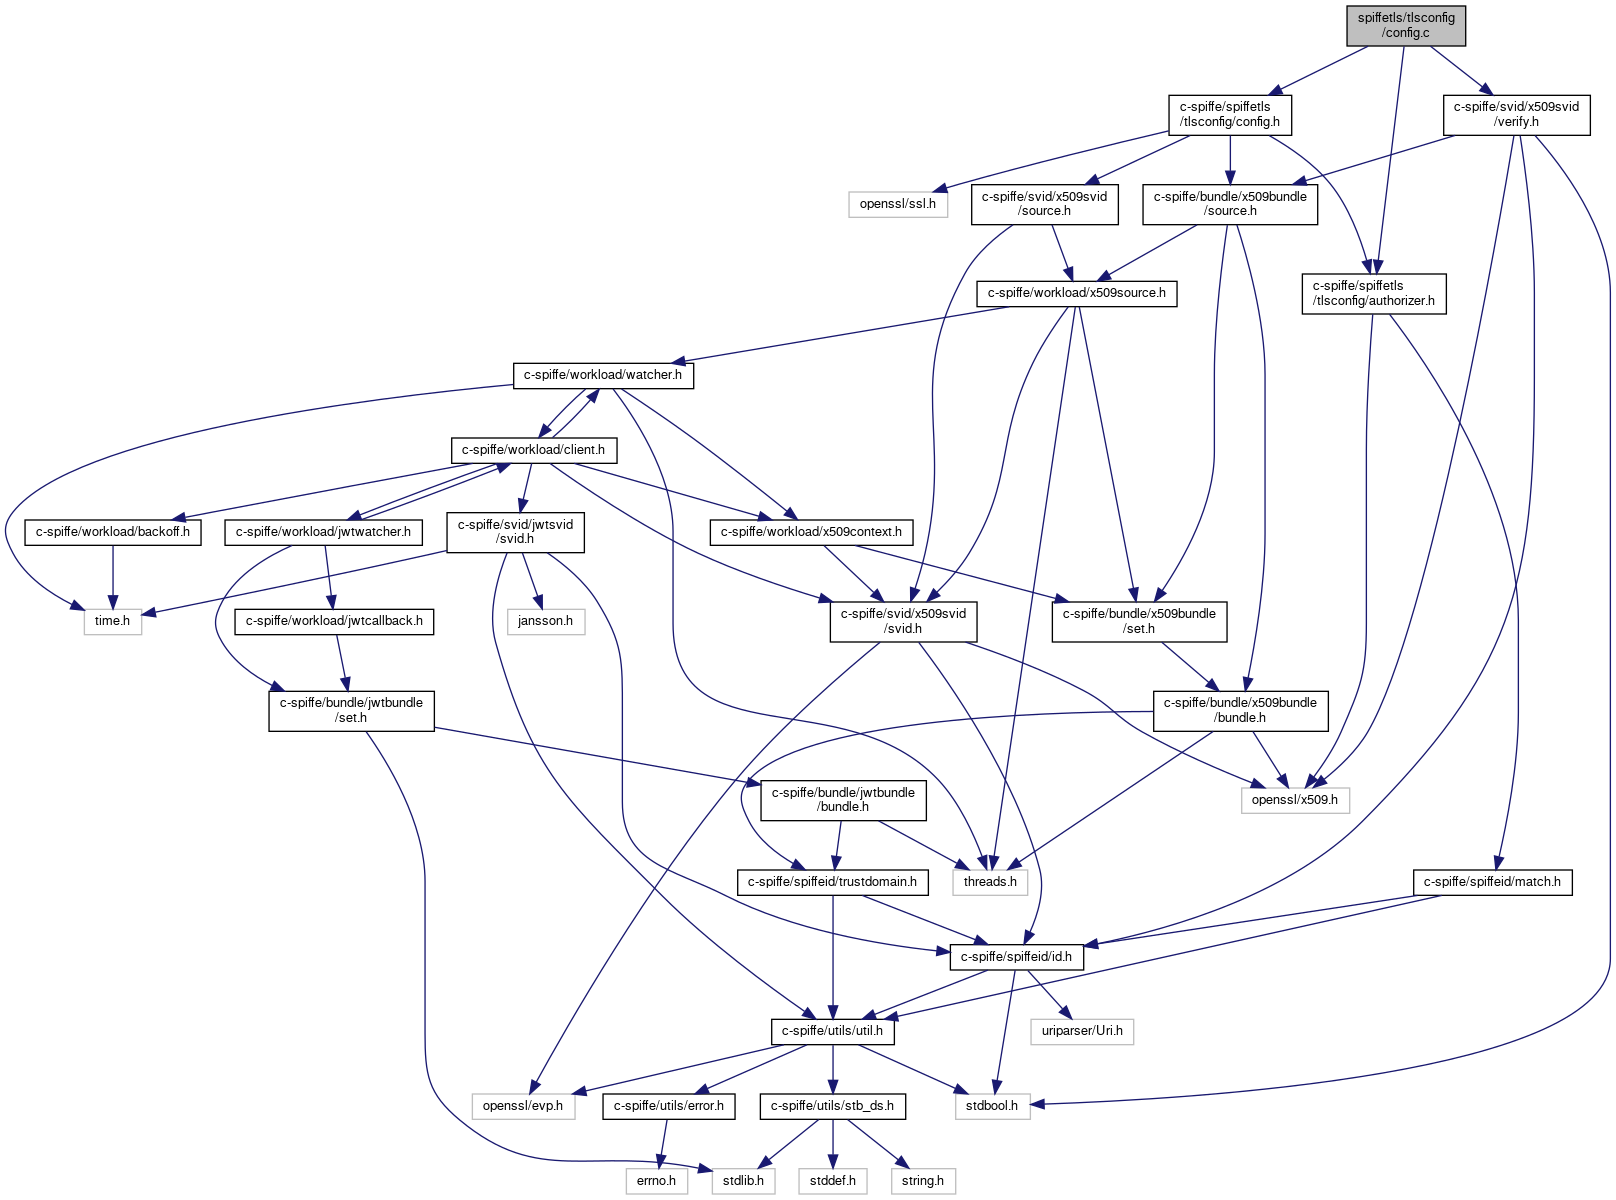 spiffetls/tlsconfig
/config.c
c-spiffe/spiffetls
/tlsconfig/config.h
c-spiffe/svid/x509svid
/verify.h
openssl/ssl.h
c-spiffe/svid/x509svid
/source.h
c-spiffe/bundle/x509bundle
/source.h
c-spiffe/spiffetls
/tlsconfig/authorizer.h
c-spiffe/workload/x509source.h
c-spiffe/workload/watcher.h
c-spiffe/workload/client.h
c-spiffe/workload/backoff.h
c-spiffe/workload/jwtwatcher.h
c-spiffe/svid/jwtsvid
/svid.h
c-spiffe/workload/x509context.h
time.h
c-spiffe/workload/jwtcallback.h
jansson.h
c-spiffe/svid/x509svid
/svid.h
c-spiffe/bundle/x509bundle
/set.h
c-spiffe/bundle/jwtbundle
/set.h
c-spiffe/bundle/x509bundle
/bundle.h
c-spiffe/bundle/jwtbundle
/bundle.h
openssl/x509.h
c-spiffe/spiffeid/trustdomain.h
threads.h
c-spiffe/spiffeid/match.h
c-spiffe/spiffeid/id.h
c-spiffe/utils/util.h
uriparser/Uri.h
openssl/evp.h
c-spiffe/utils/error.h
c-spiffe/utils/stb_ds.h
stdbool.h
errno.h
stdlib.h
stddef.h
string.h